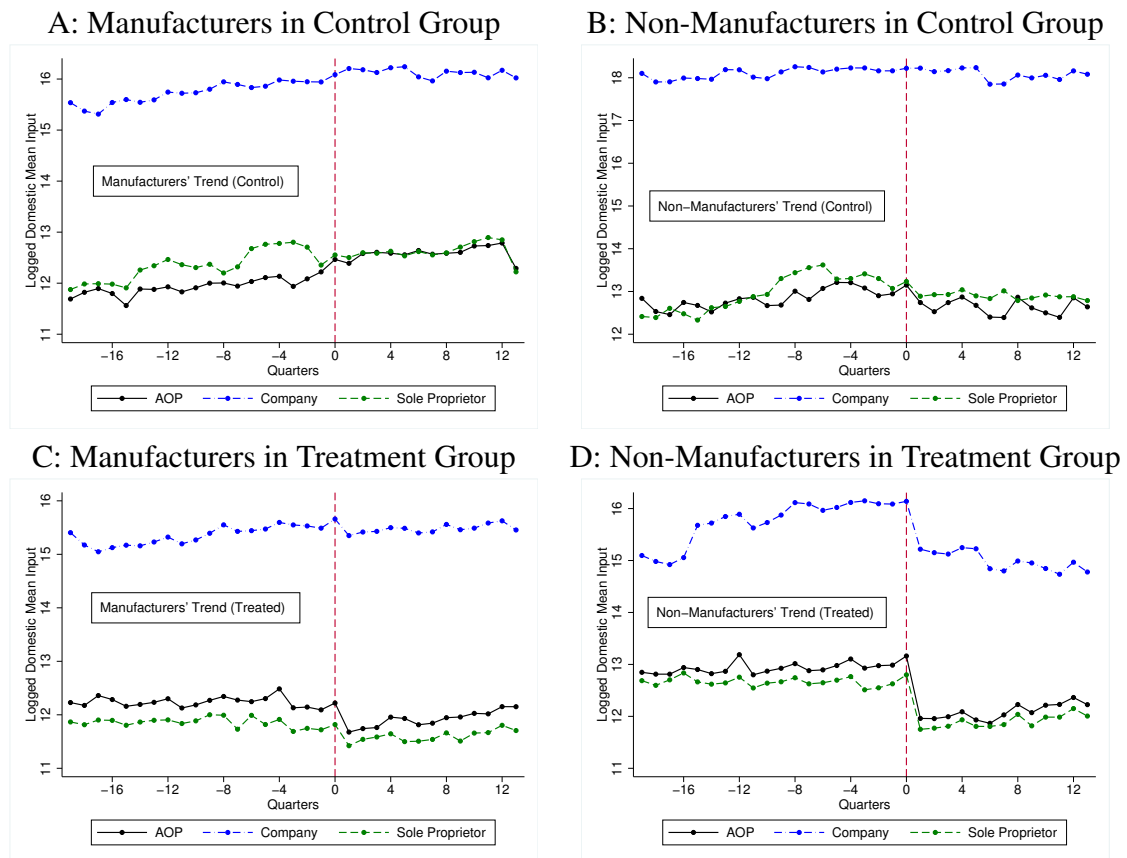 A: Manufacturers in Control Group
Logged Domestic Mean Input
16
15
14
13
12
11
Manufacturers' Trend (Control)
−16 −12 −8 −4 0 4 8 12
Quarters
AOP Company Sole Proprietor
B: Non-Manufacturers in Control Group
Logged Domestic Mean Input
18
17
16
15
14
13
12
Non−Manufacturers' Trend (Control)
−16 −12 −8 −4 0 4 8 12
Quarters
AOP Company Sole Proprietor
C: Manufacturers in Treatment Group
Logged Domestic Mean Input
16
15
14
13
12
11
Manufacturers' Trend (Treated)
−16 −12 −8 −4 0 4 8 12
Quarters
AOP Company Sole Proprietor
D: Non-Manufacturers in Treatment Group
Logged Domestic Mean Input
16
15
14
13
12
11
Non−Manufacturers' Trend (Treated)
−16 −12 −8 −4 0 4 8 12
Quarters
AOP Company Sole Proprietor